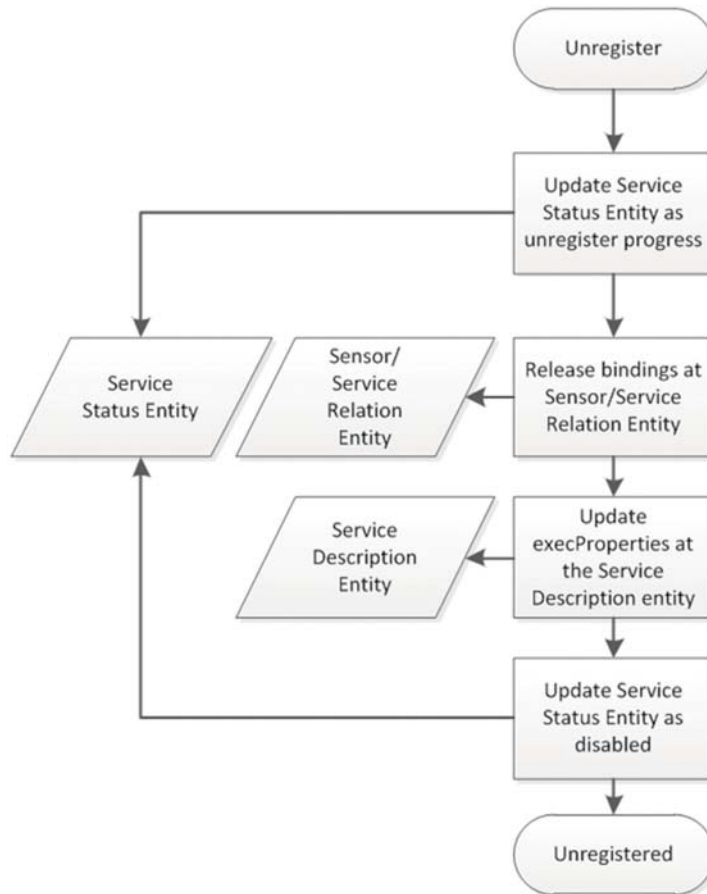 Unregister
Update Service
Status Entity as
unregister progress
Service
Status Entity
Sensor/
Service
Relation
Entity
Release bindings at
Sensor/Service
Relation Entity
Service
Description
Entity
Update
execProperties at
the Service
Description entity
Update Service
Status Entity as
disabled
Unregistered